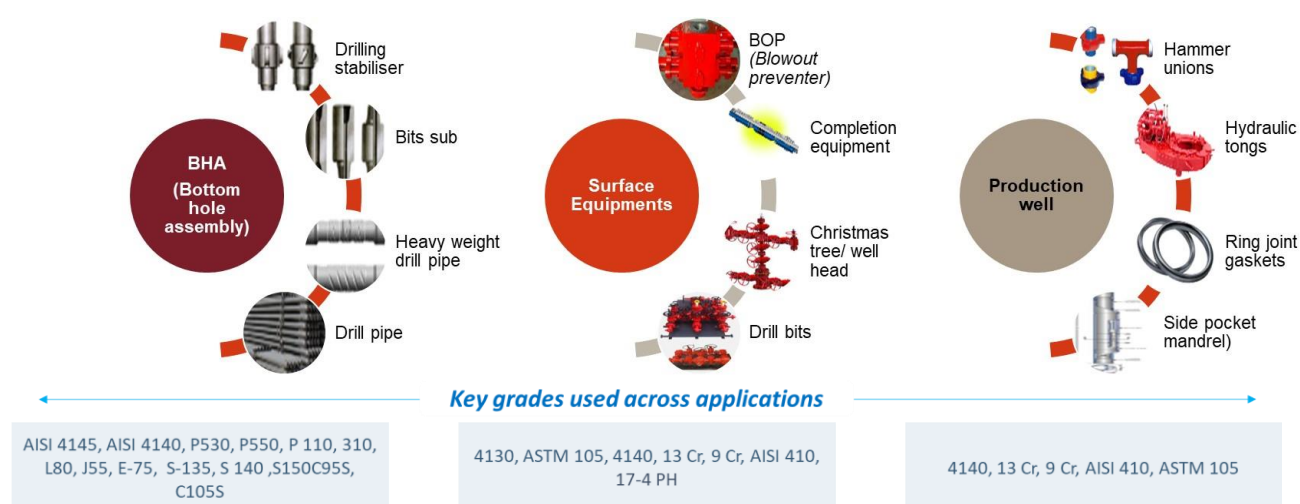 BHA
(Bottom
hole
assembly)
Drilling
stabiliser
Bits sub
Heavy weight
drill pipe
Drill pipe
Surface
Equipments
BOP
(Blowout
preventer)
Completion
equipment
Christmas
tree/ well
head
Drill bits
Production
well
Hammer
unions
Hydraulic
tongs
Ring joint
gaskets
Side pocket
mandrel)
Key grades used across applications
AISI 4145, AISI 4140, P530, P550, P 110, 310,
L80, J55, E-75, S-135, S 140 ,S150C95S,
C105S
4130, ASTM 105, 4140, 13 Cr, 9 Cr, AISI 410,
17-4 PH
4140, 13 Cr, 9 Cr, AISI 410, ASTM 105